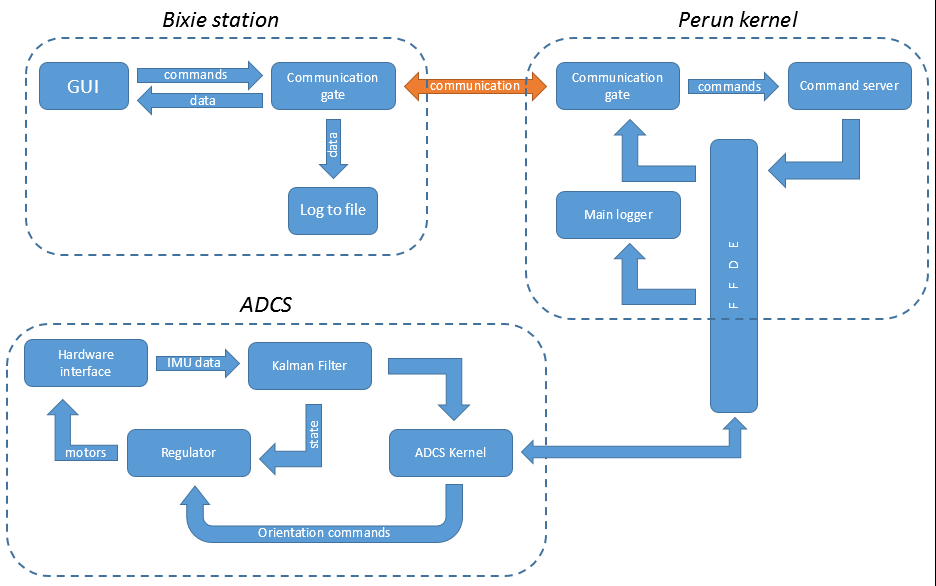 Bixie station
Perun kernel
GUI
commands
data
Communication
gate
communication
Communication
gate
commands
Command server
data
Log to file
Main logger
FFDE
ADCS
Hardware
interface
IMU data
Kalman Filter
state
motors
Regulator
ADCS Kernel
Orientation commands